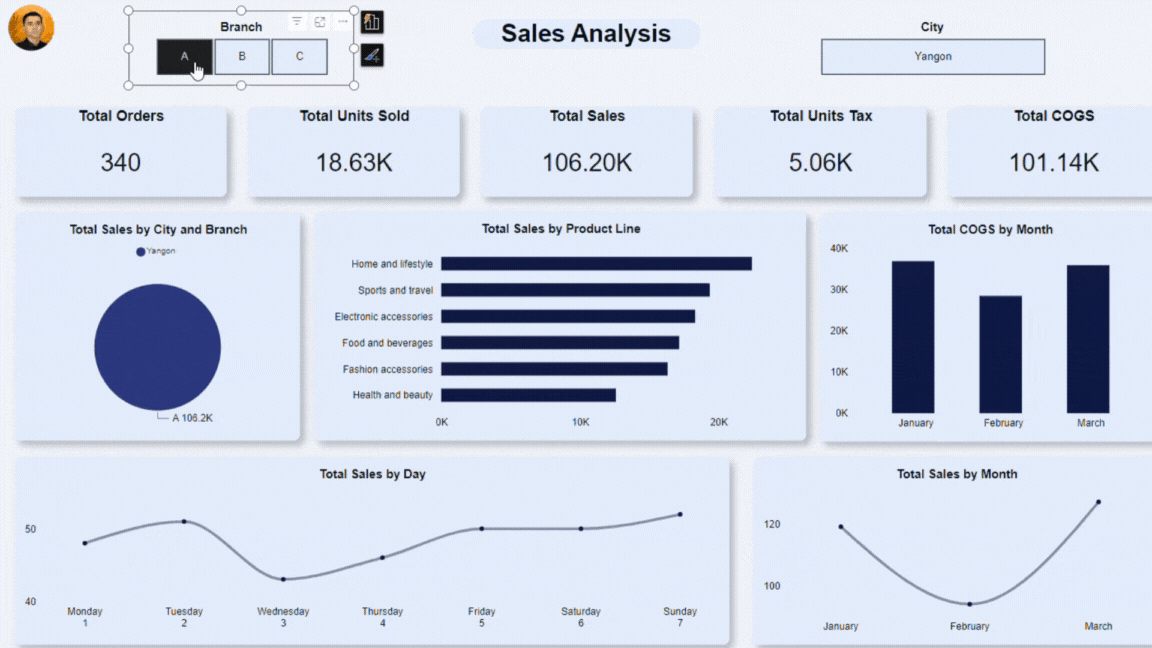 Branch
A
B
C
Sales Analysis
City
Yangon
Total Orders
340
Total Units Sold
18.63K
Total Sales
106.20K
Total Units Tax
5.06K
Total COGS
101.14K
Total Sales by City and Branch
Yangon
A 106.2K
Total Sales by Product Line
Home and lifestyle
Sports and travel
Electronic accessories
Food and beverages
Fashion accessories
Health and beauty
0K 10K 20K
Total COGS by Month
40K
30K
20K
10K
0K
January February March
Total Sales by Day
50
40
Monday Tuesday Wednesday Thursday Friday Saturday Sunday
1 2 3 4 5 6 7
Total Sales by Month
120
100
January February March